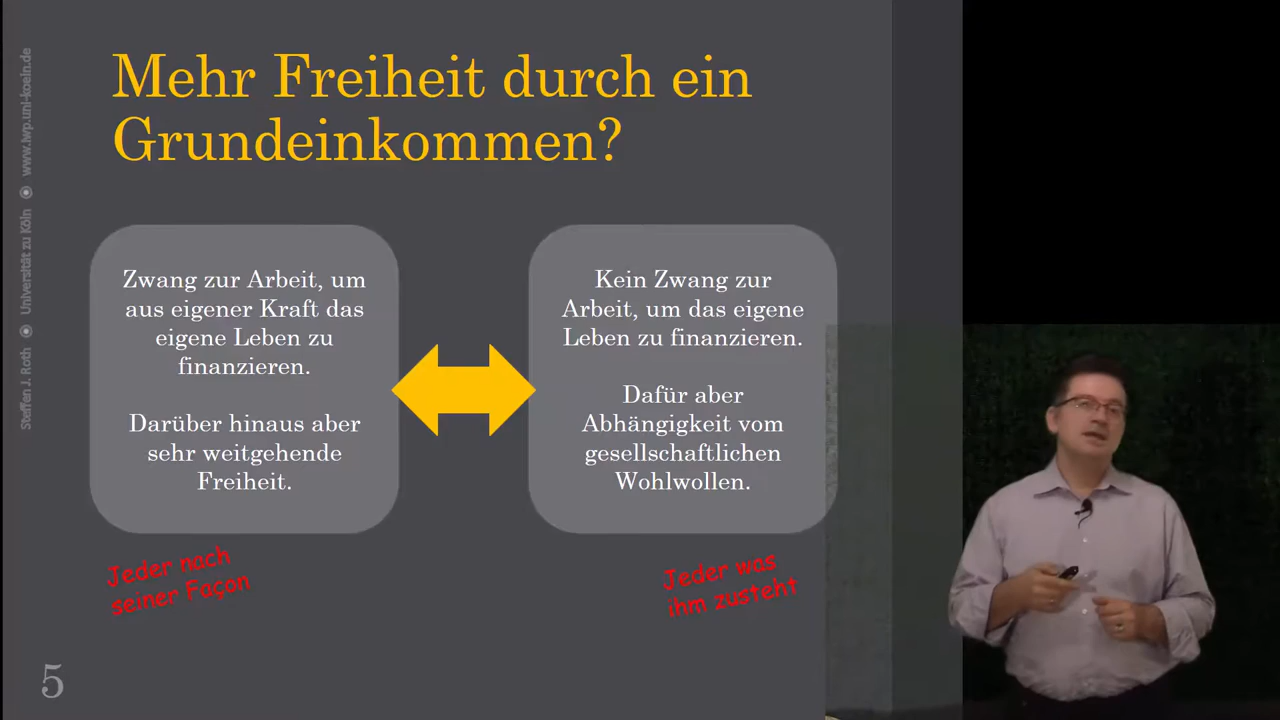 Mehr Freiheit durch ein
Grundeinkommen?
Zwang zur Arbeit, um
aus eigener Kraft das
eigene Leben zu
finanzieren.
Darüber hinaus aber
sehr weitgehende
Freiheit.
Kein Zwang zur
Arbeit, um das eigene
Leben zu finanzieren.
Dafür aber
Abhängigkeit vom
gesellschaftlichen
Wohlwollen.
Jeder nach
seiner Façon
Jeder was
ihm zusteht
Steffen J. Roth ◉ Universität zu Köln ◉ www.iwp.uni-koeln.de
5